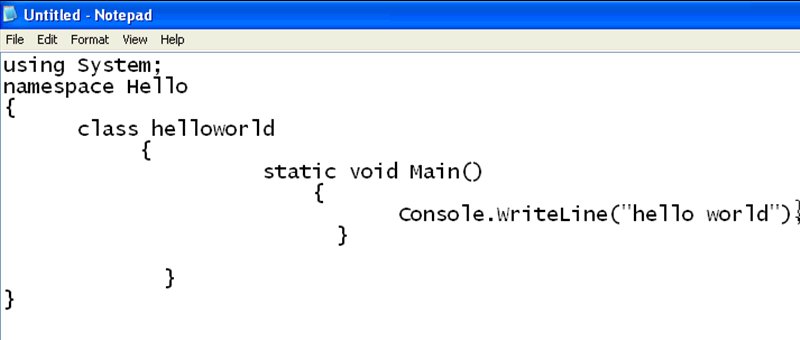 Untitled - Notepad
File Edit Format View Help
using System;
namespace Hello
{
class helloworld
{
static void Main()
{
Console.WriteLine("hello world");
}
}
}